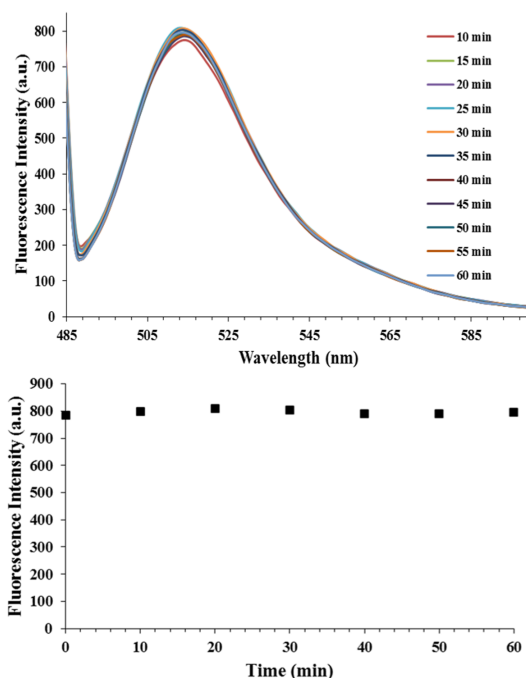 Fluorescence Intensity (a.u.)
800
700
600
500
400
300
200
100
0
10 min
15 min
20 min
25 min
30 min
35 min
40 min
45 min
50 min
55 min
60 min
485 505 525 545 565 585
Wavelength (nm)
Fluorescence Intensity (a.u.)
900
800
700
600
500
400
300
200
100
0
0 10 20 30 40 50 60
Time (min)